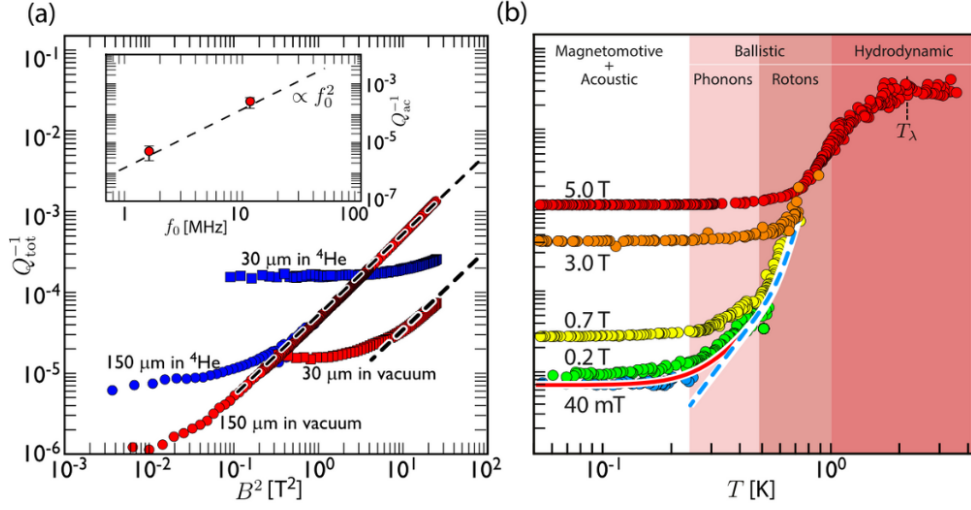 (a)
10^-1
10^-2
10^-3
10^-4
10^-5
10^-6
Q_tot^-1
10^-3
10^-2
10^-1
10^0
10^1
10^2
B^2 [T^2]
∝ f_0^2
10^-3
10^-5
10^-7
Q_ac^-1
1
10
100
f_0 [MHz]
30 μm in ^4He
150 μm in ^4He
30 μm in vacuum
150 μm in vacuum
(b)
Magnetomotive
+
Acoustic
Ballistic
Phonons
Rotons
Hydrodynamic
T_λ
5.0 T
3.0 T
0.7 T
0.2 T
40 mT
10^-1
10^0
T [K]